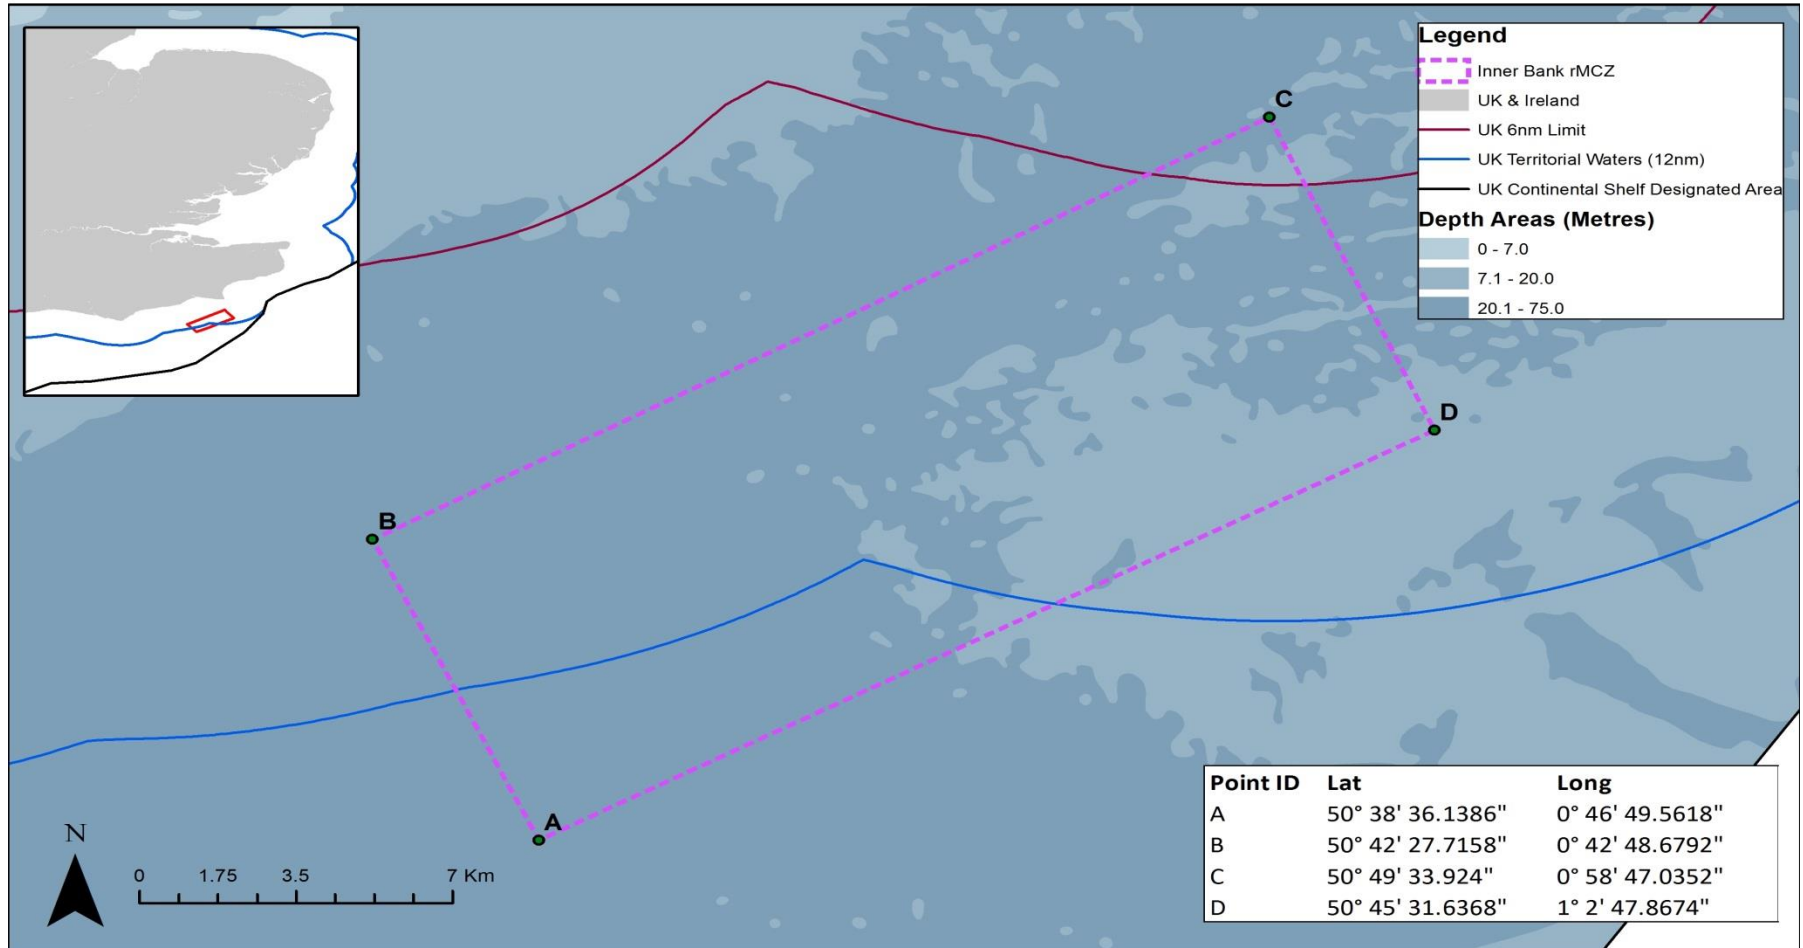 Legend
Inner Bank rMCZ
UK & Ireland
UK 6nm Limit
UK Territorial Waters (12nm)
UK Continental Shelf Designated Area
Depth Areas (Metres)
0 - 7.0
7.1 - 20.0
20.1 - 75.0
C
D
B
A
N
0 1.75 3.5 7 Km
Point ID Lat Long
A 50° 38' 36.1386" 0° 46' 49.5618"
B 50° 42' 27.7158" 0° 42' 48.6792"
C 50° 49' 33.924" 0° 58' 47.0352"
D 50° 45' 31.6368" 1° 2' 47.8674"